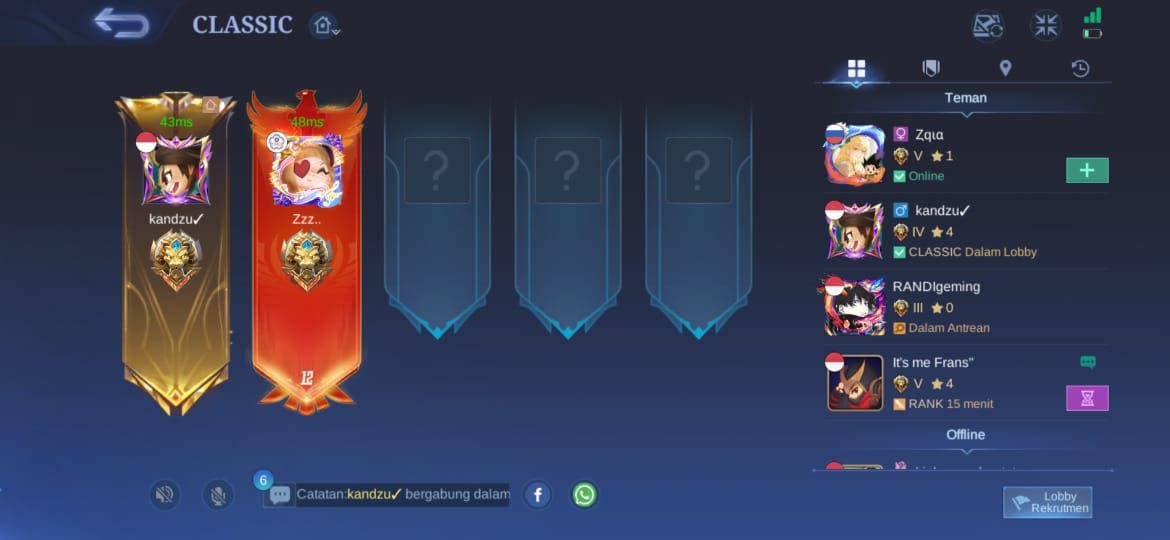 CLASSIC
43ms
48ms
kandzu✓
Zzz..
12
?
?
?
Teman
Zqια
V ★1
Online
kandzu✓
IV ★4
CLASSIC Dalam Lobby
RANDIgeming
III ★0
Dalam Antrean
It's me Frans"
V ★4
RANK 15 menit
Offline
6
Catatan:kandzu✓ bergabung dalam
Lobby
Rekrutmen